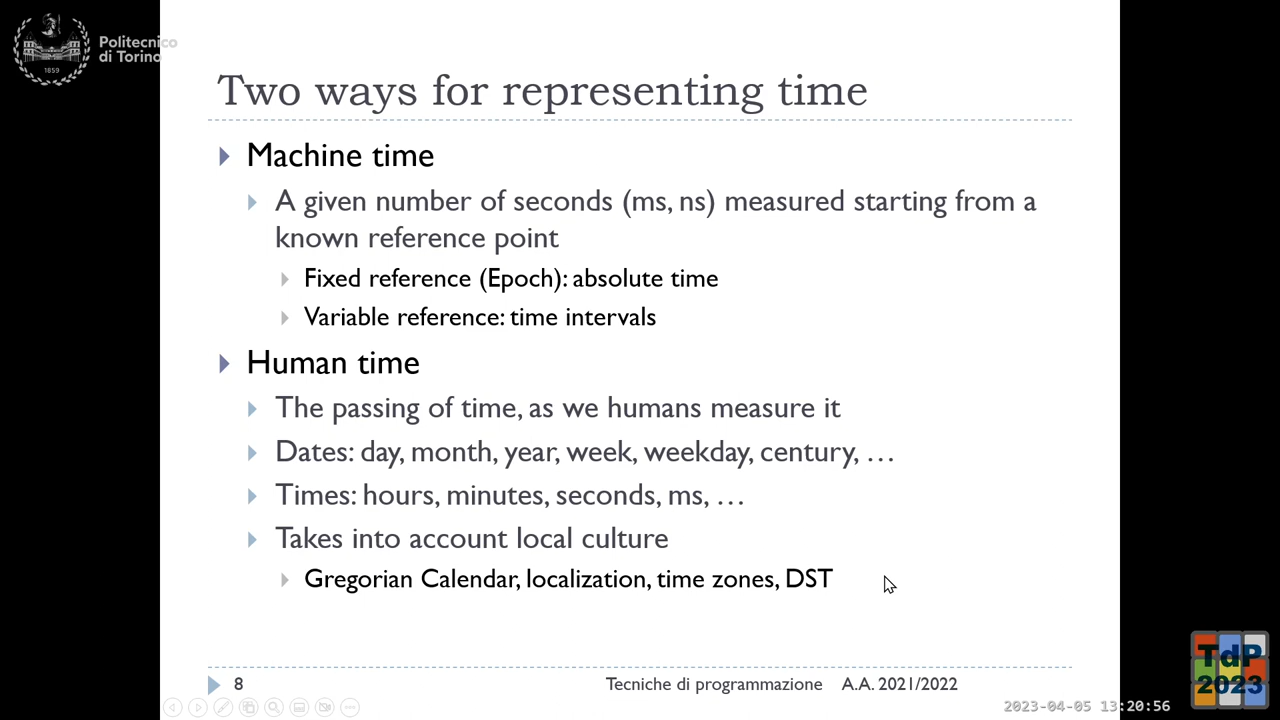 Politecnico
di Torino
1859
Two ways for representing time
Machine time
A given number of seconds (ms, ns) measured starting from a
known reference point
Fixed reference (Epoch): absolute time
Variable reference: time intervals
Human time
The passing of time, as we humans measure it
Dates: day, month, year, week, weekday, century, …
Times: hours, minutes, seconds, ms, …
Takes into account local culture
Gregorian Calendar, localization, time zones, DST
8
Tecniche di programmazione A.A. 2021/2022
TdP
2023
2023-04-05 13:20:56